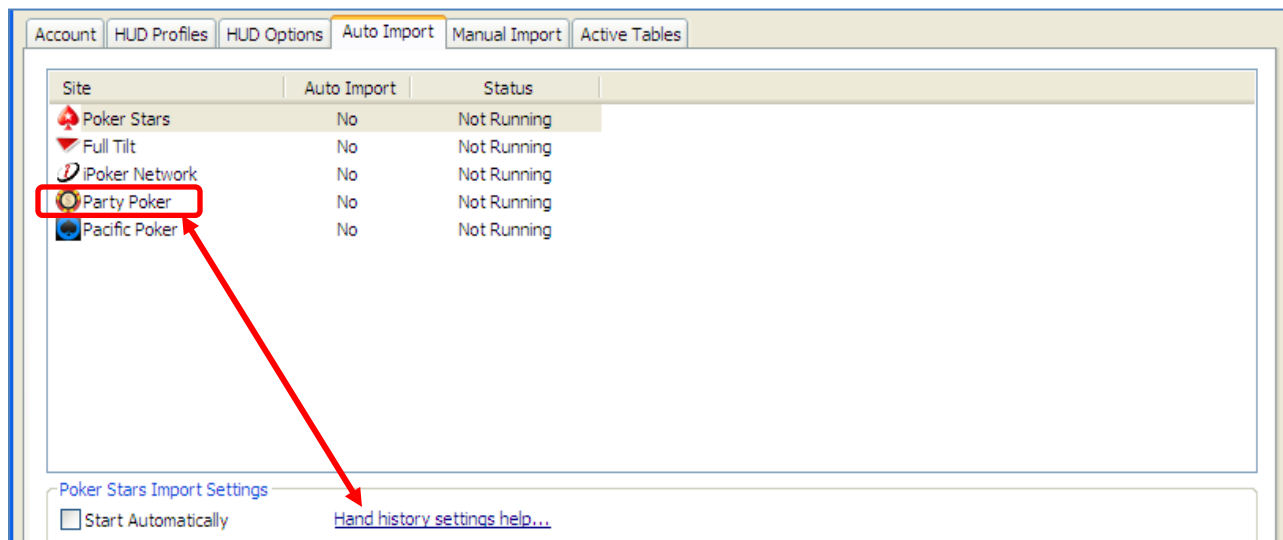 Account HUD Profiles HUD Options Auto Import Manual Import Active Tables
Site Auto Import Status
Poker Stars No Not Running
Full Tilt No Not Running
iPoker Network No Not Running
Party Poker No Not Running
Pacific Poker No Not Running
Poker Stars Import Settings
Start Automatically Hand history settings help...